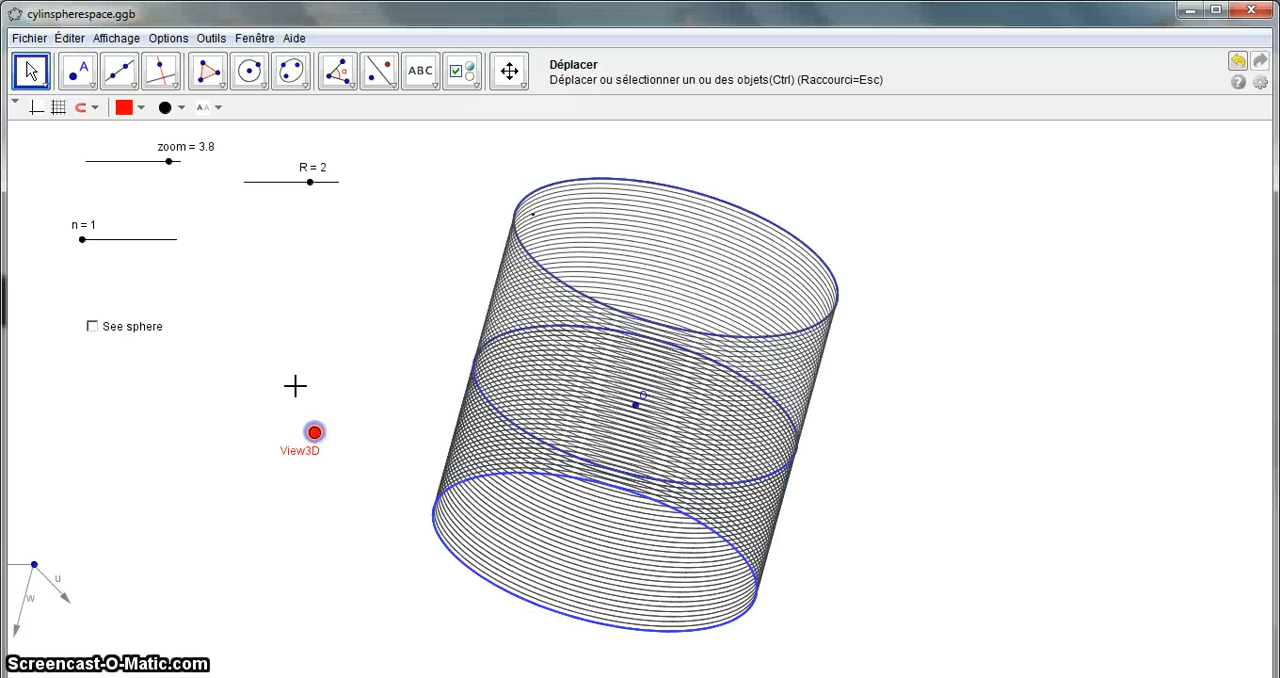 cylinspherespace.ggb
Fichier Éditer Affichage Options Outils Fenêtre Aide
A
a
ABC
Déplacer
Déplacer ou sélectionner un ou des objets(Ctrl) (Raccourci=Esc)
AA
zoom = 3.8
R = 2
n = 1
See sphere
O
View3D
u
w
Screencast-O-Matic.com